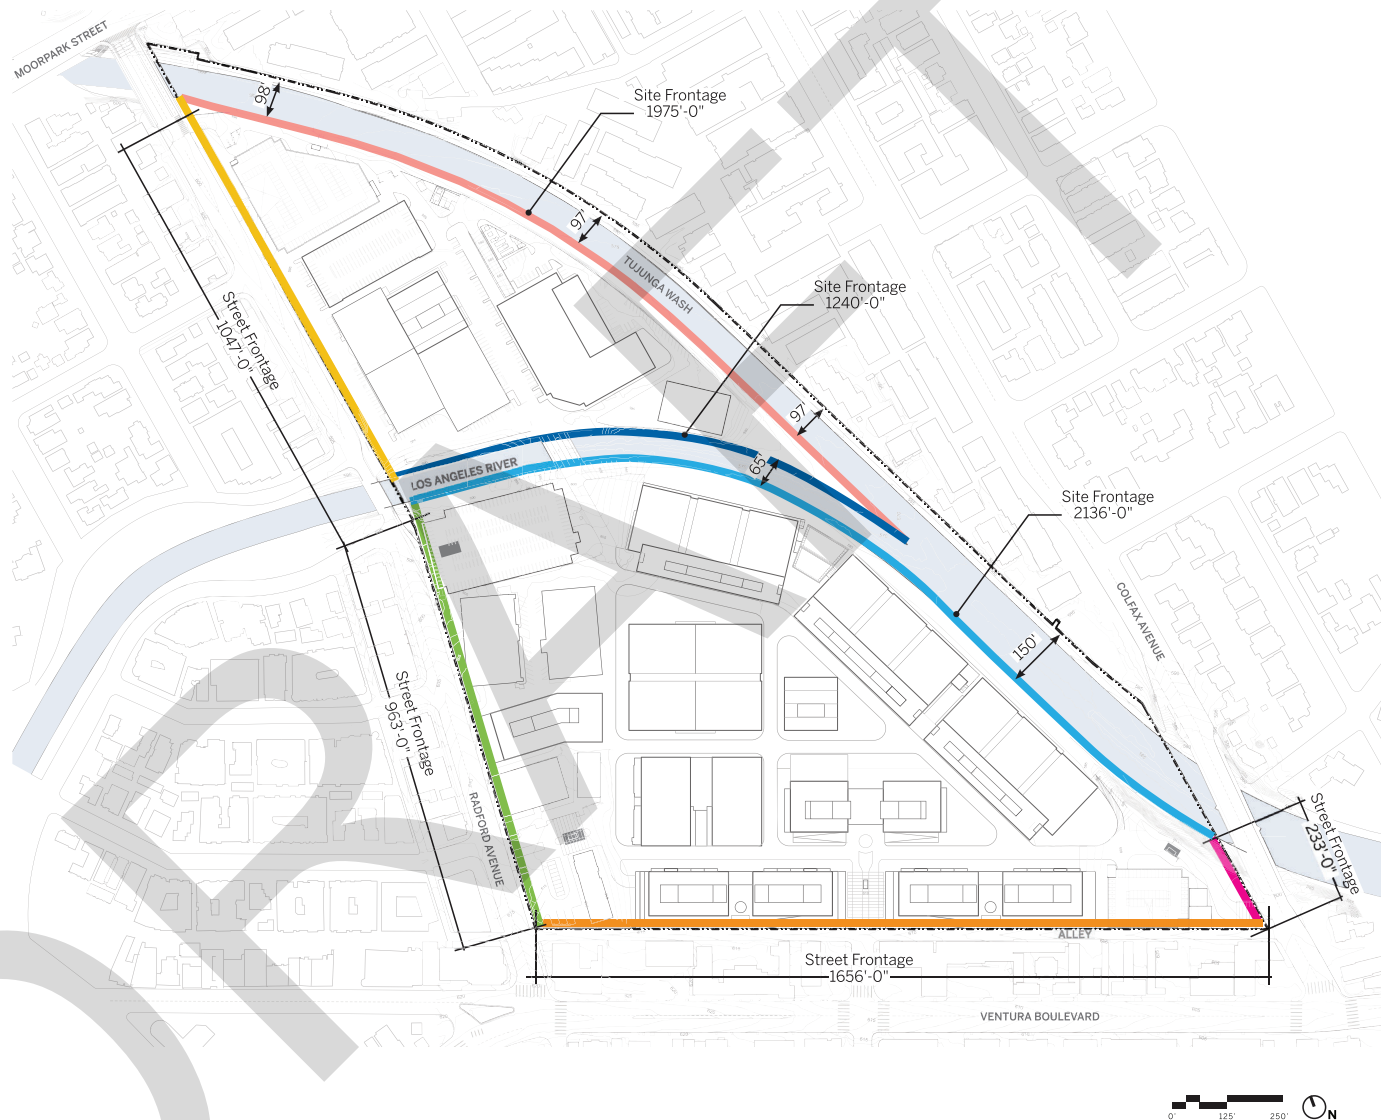 MOORPARK STREET
98'
Site Frontage
1975'-0"
97'
TUJUNGA WASH
Site Frontage
1240'-0"
Street Frontage
1047'-0"
97'
65'
LOS ANGELES RIVER
Site Frontage
2136'-0"
COLFAX AVENUE
150'
Street Frontage
963'-0"
RADFORD AVENUE
Street Frontage
233'-0"
ALLEY
Street Frontage
1656'-0"
VENTURA BOULEVARD
0'
125'
250'
N
DRAFT